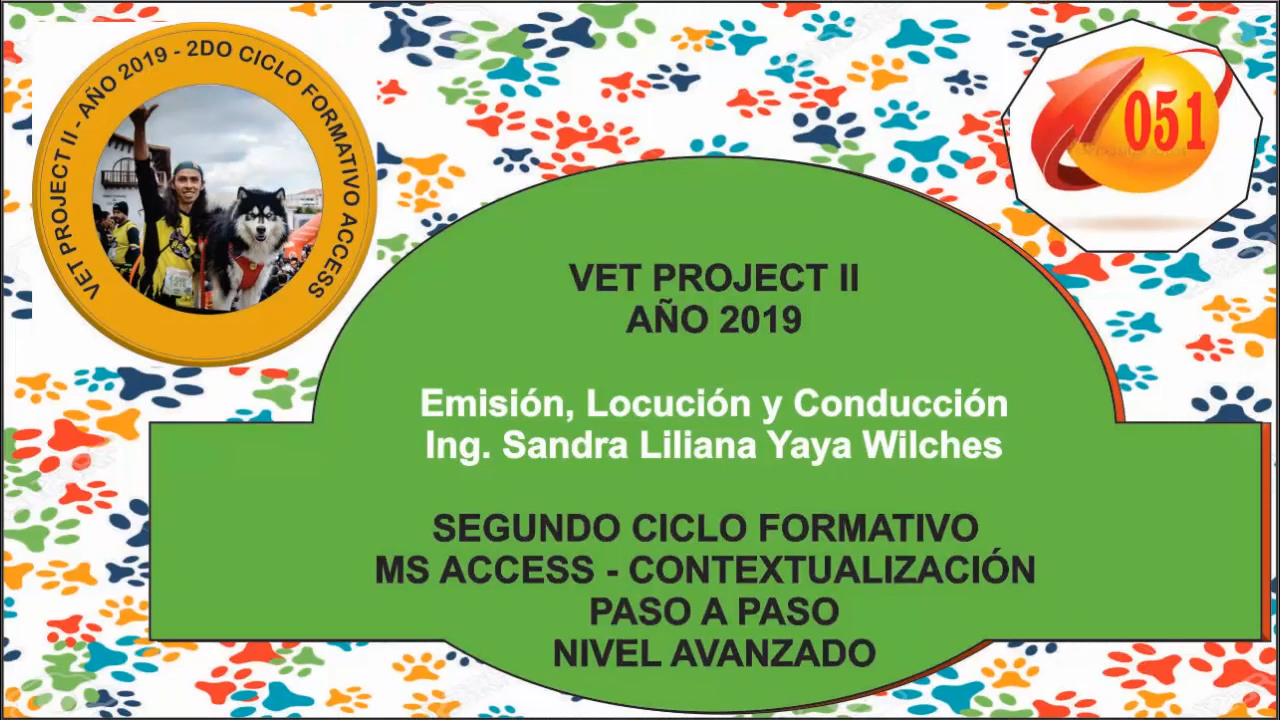 VET PROJECT II - AÑO 2019 - 2DO CICLO FORMATIVO ACCESS
051
VET PROJECT II
AÑO 2019
Emisión, Locución y Conducción
Ing. Sandra Liliana Yaya Wilches
SEGUNDO CICLO FORMATIVO
MS ACCESS - CONTEXTUALIZACIÓN
PASO A PASO
NIVEL AVANZADO